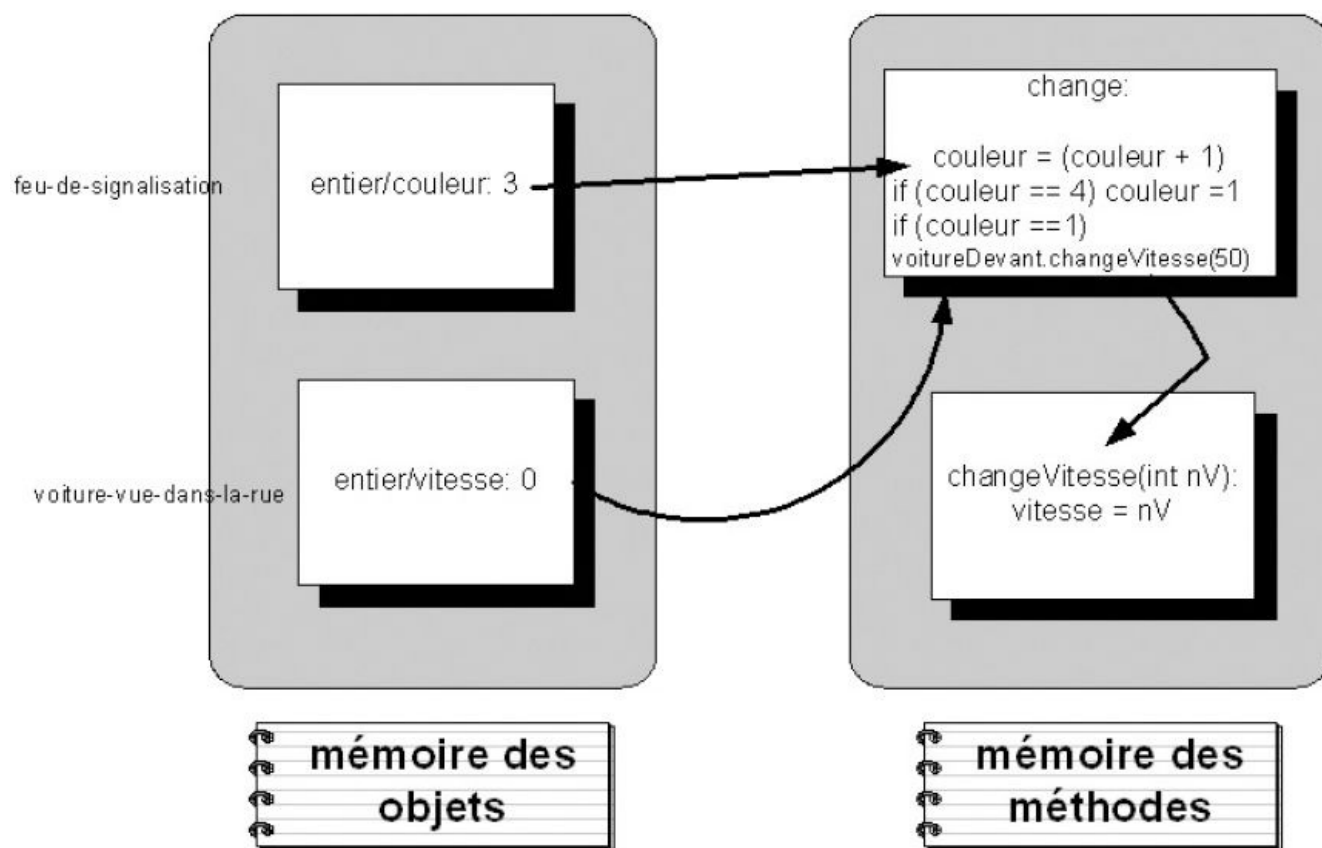 change:
couleur = (couleur + 1)
if (couleur == 4) couleur =1
if (couleur ==1)
voitureDevant.changeVitesse(50)
feu-de-signalisation
entier/couleur: 3
voiture-vue-dans-la-rue
entier/vitesse: 0
changeVitesse(int nV):
vitesse = nV
mémoire des
objets
mémoire des
méthodes